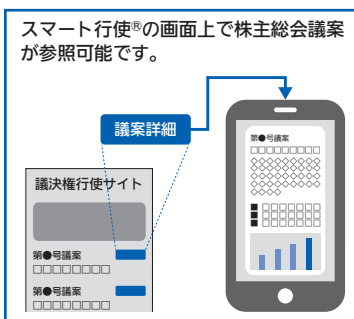 スマート行使®の画面上で株主総会議案
が参照可能です。
議案詳細
議決権行使サイト
第●号議案
□□□□□□□□
第●号議案
□□□□□□□□
第●号議案
□□□□□□□□□
◇◇◇◇◇◇◇◇◇
◇◇◇◇◇◇◇◇◇
◇◇◇◇◇◇◇◇◇
◇◇◇◇◇◇◇◇◇
◇◇◇◇
■□□□□□□□
■□□□□□□□
■□□□□□□□